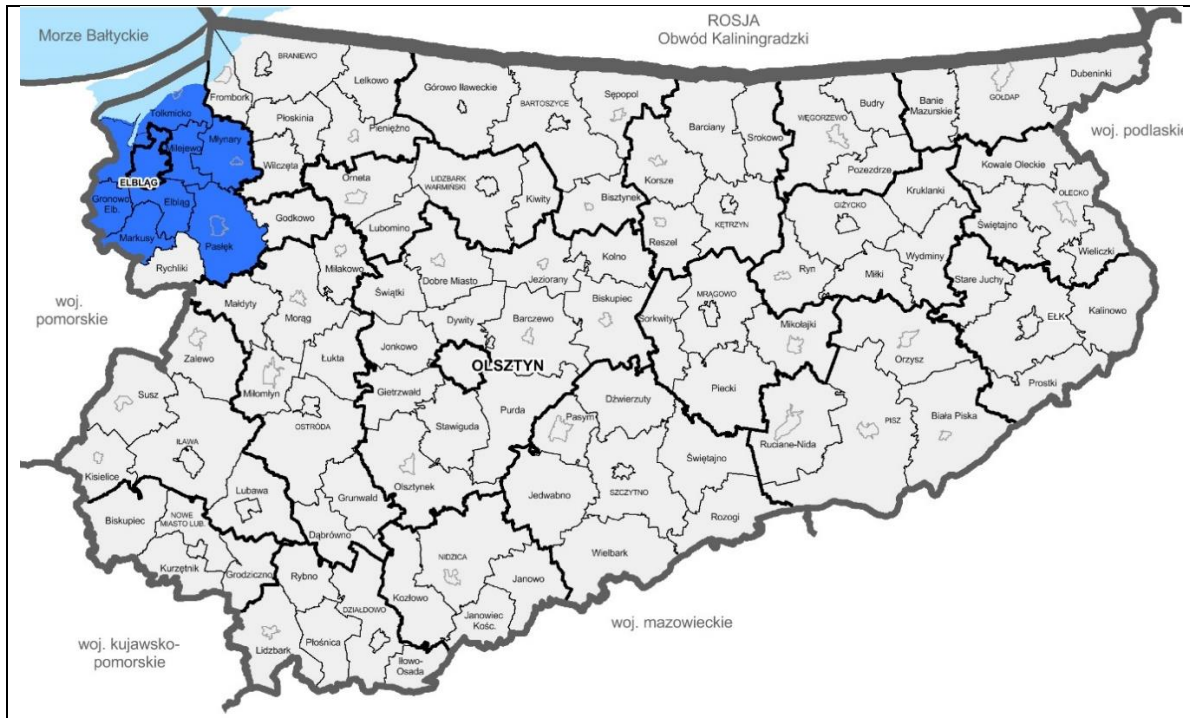 Morze Bałtyckie
ROSJA
Obwód Kaliningradzki
BRANIEWO
Lelkowo
Frombork
Płoskinia
Pieniężno
Wilczęta
Górowo Iławeckie
BARTOSZYCE
Sępopol
Barciany
Srokowo
WĘGORZEWO
Budry
Banie
Mazurskie
GOŁDAP
Dubeninki
woj. podlaskie
Tolkmicko
Milejewo
Młynary
ELBLĄG
Gronowo
Elb.
Elbląg
Markusy
Pasłęk
Rychliki
Godkowo
Orneta
LIDZBARK
WARMIŃSKI
Kiwity
Lubomino
Bisztynek
Korsze
Reszel
KĘTRZYN
Pozezdrze
Kruklanki
GIŻYCKO
Kowale Oleckie
OLECKO
Świętajno
Wieliczki
Ryn
Miłki
Wydminy
Stare Juchy
EŁK
Kalinowo
Prostki
woj.
pomorskie
Małdyty
Morąg
Miłakowo
Świątki
Dobre Miasto
Jeziorany
Kolno
Biskupiec
Dywity
Barczewo
Jonkowo
OLSZTYN
Sorkwity
MRĄGOWO
Mikołajki
Piecki
Orzysz
PISZ
Biała Piska
Ruciane-Nida
Zalewo
Łukta
Miłomłyn
OSTRÓDA
Gietrzwałd
Stawiguda
Purda
Olsztynek
Dźwierzuty
Pasym
SZCZYTNO
Świętajno
Jedwabno
Rozogi
Wielbark
Susz
IŁAWA
Kisielice
Lubawa
Grunwald
Dąbrówno
Biskupiec
NOWE
MIASTO LUB.
Kurzętnik
Grodziczno
Rybno
DZIAŁDOWO
Lidzbark
Płośnica
Iłowo-
Osada
NIDZICA
Kozłowo
Janowo
Janowiec
Kośc.
woj. mazowieckie
woj. kujawsko-
pomorskie